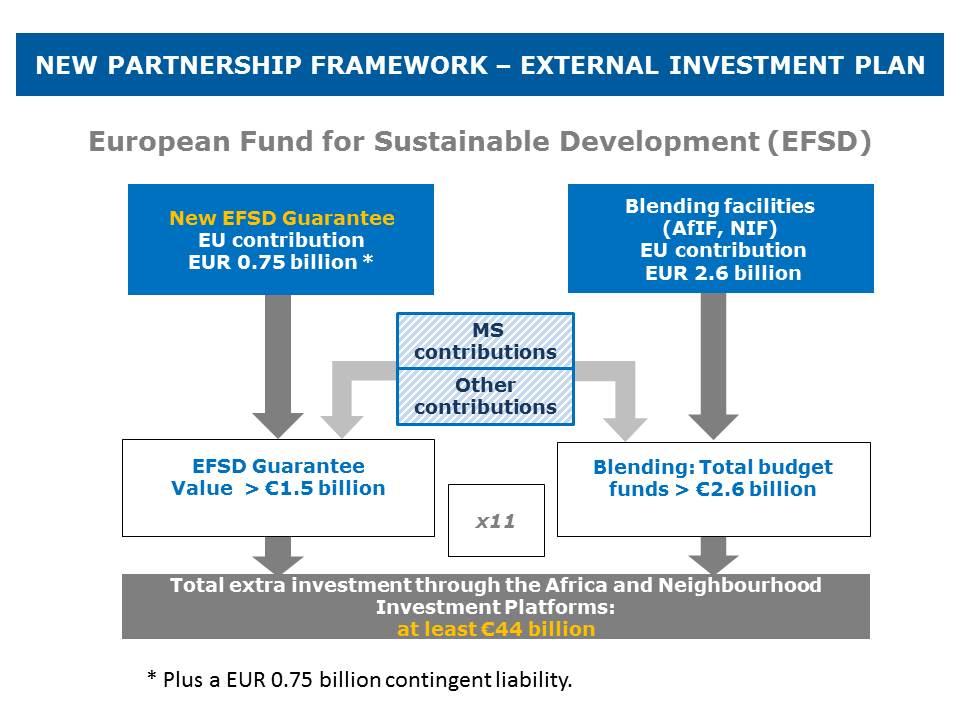 NEW PARTNERSHIP FRAMEWORK – EXTERNAL INVESTMENT PLAN
European Fund for Sustainable Development (EFSD)
New EFSD Guarantee
EU contribution
EUR 0.75 billion *
Blending facilities
(AfIF, NIF)
EU contribution
EUR 2.6 billion
MS
contributions
Other
contributions
EFSD Guarantee
Value > €1.5 billion
Blending: Total budget
funds > €2.6 billion
x11
Total extra investment through the Africa and Neighbourhood
Investment Platforms:
at least €44 billion
* Plus a EUR 0.75 billion contingent liability.